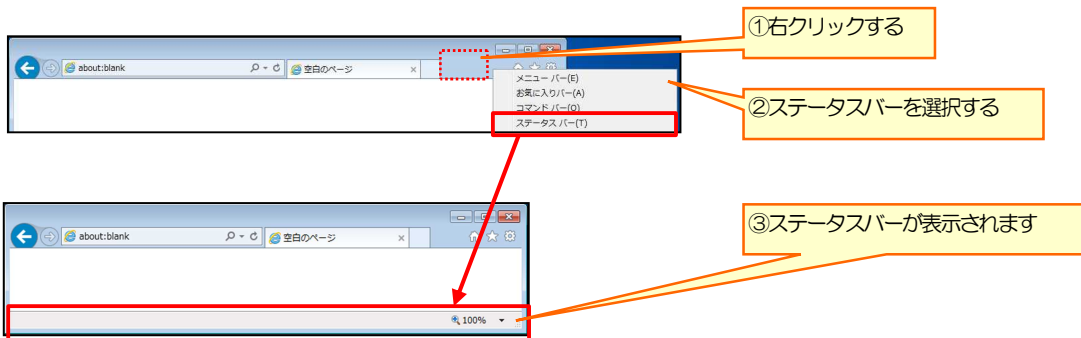 ①右クリックする
about:blank
空白のページ
メニュー バー(E)
お気に入りバー(A)
コマンド バー(O)
ステータス バー(T)
②ステータスバーを選択する
about:blank
空白のページ
③ステータスバーが表示されます
100%